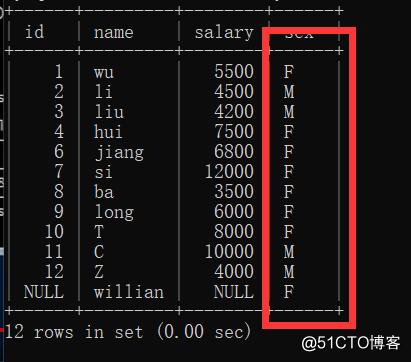 id | name | salary | sex
1 | wu | 5500 | F
2 | li | 4500 | M
3 | liu | 4200 | M
4 | hui | 7500 | F
6 | jiang | 6800 | F
7 | si | 12000 | F
8 | ba | 3500 | F
9 | long | 6000 | F
10 | T | 8000 | F
11 | C | 10000 | M
12 | Z | 4000 | M
NULL | willian | NULL | F
12 rows in set (0.00 sec)
@51CTO博客